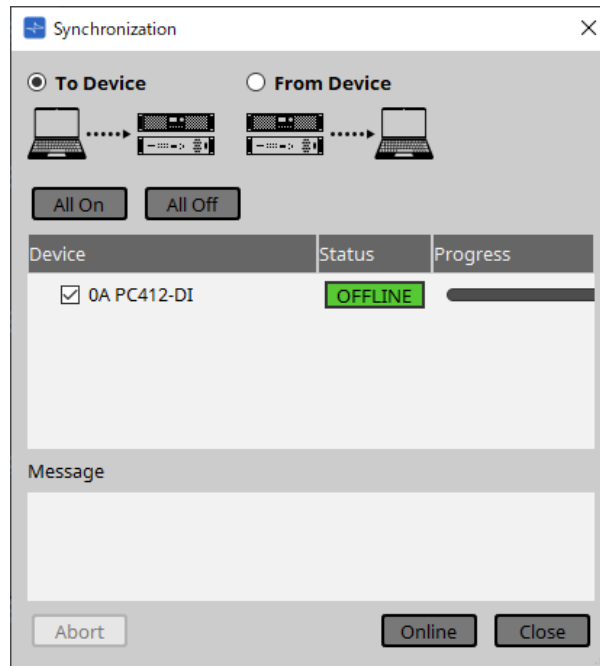 Synchronization
To Device From Device
All On All Off
Device Status Progress
0A PC412-DI OFFLINE
Message
Abort Online Close